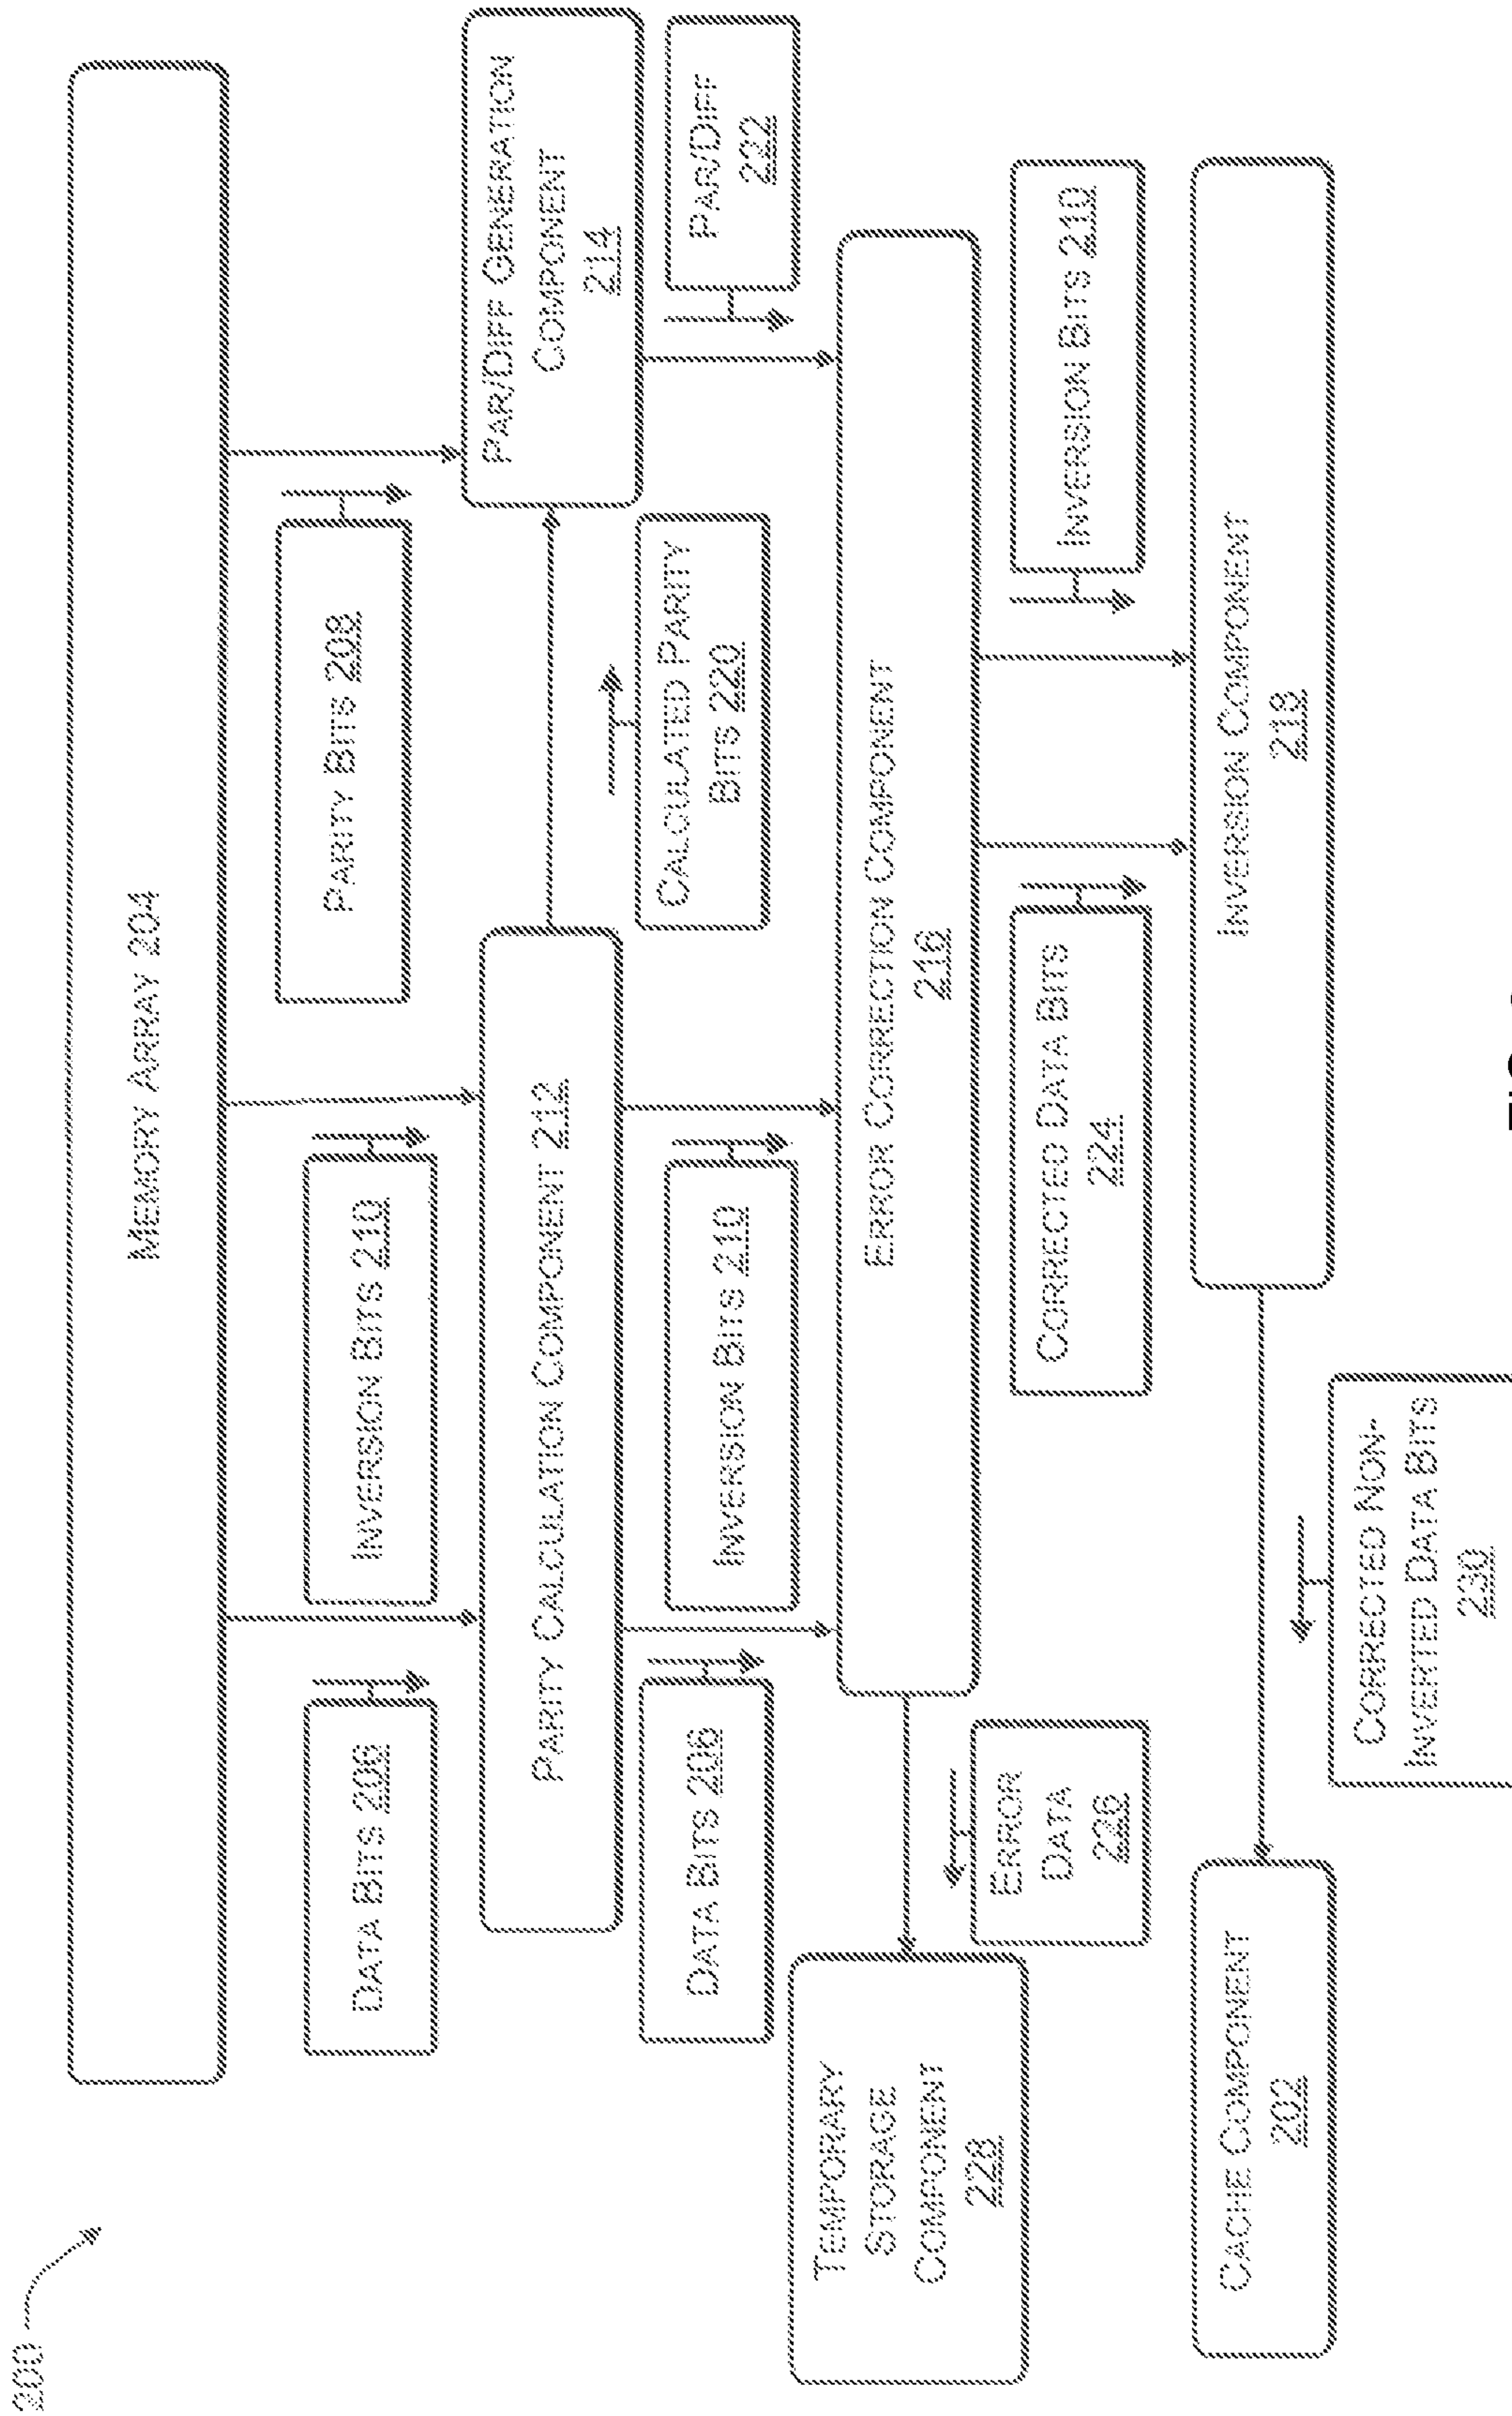 200
MEMORY ARRAY 204
DATA BITS 206
INVERSION BITS 210
PARITY BITS 208
PARITY CALCULATION COMPONENT 212
PAR/DIFF GENERATION
COMPONENT
214
DATA BITS 206
INVERSION BITS 210
CALCULATED PARITY
BITS 220
PAR/DIFF
222
TEMPORARY
STORAGE
COMPONENT
228
ERROR CORRECTION COMPONENT
216
ERROR
DATA
226
CORRECTED DATA BITS
224
INVERSION BITS 210
CACHE COMPONENT
202
INVERSION COMPONENT
218
CORRECTED NON-
INVERTED DATA BITS
230